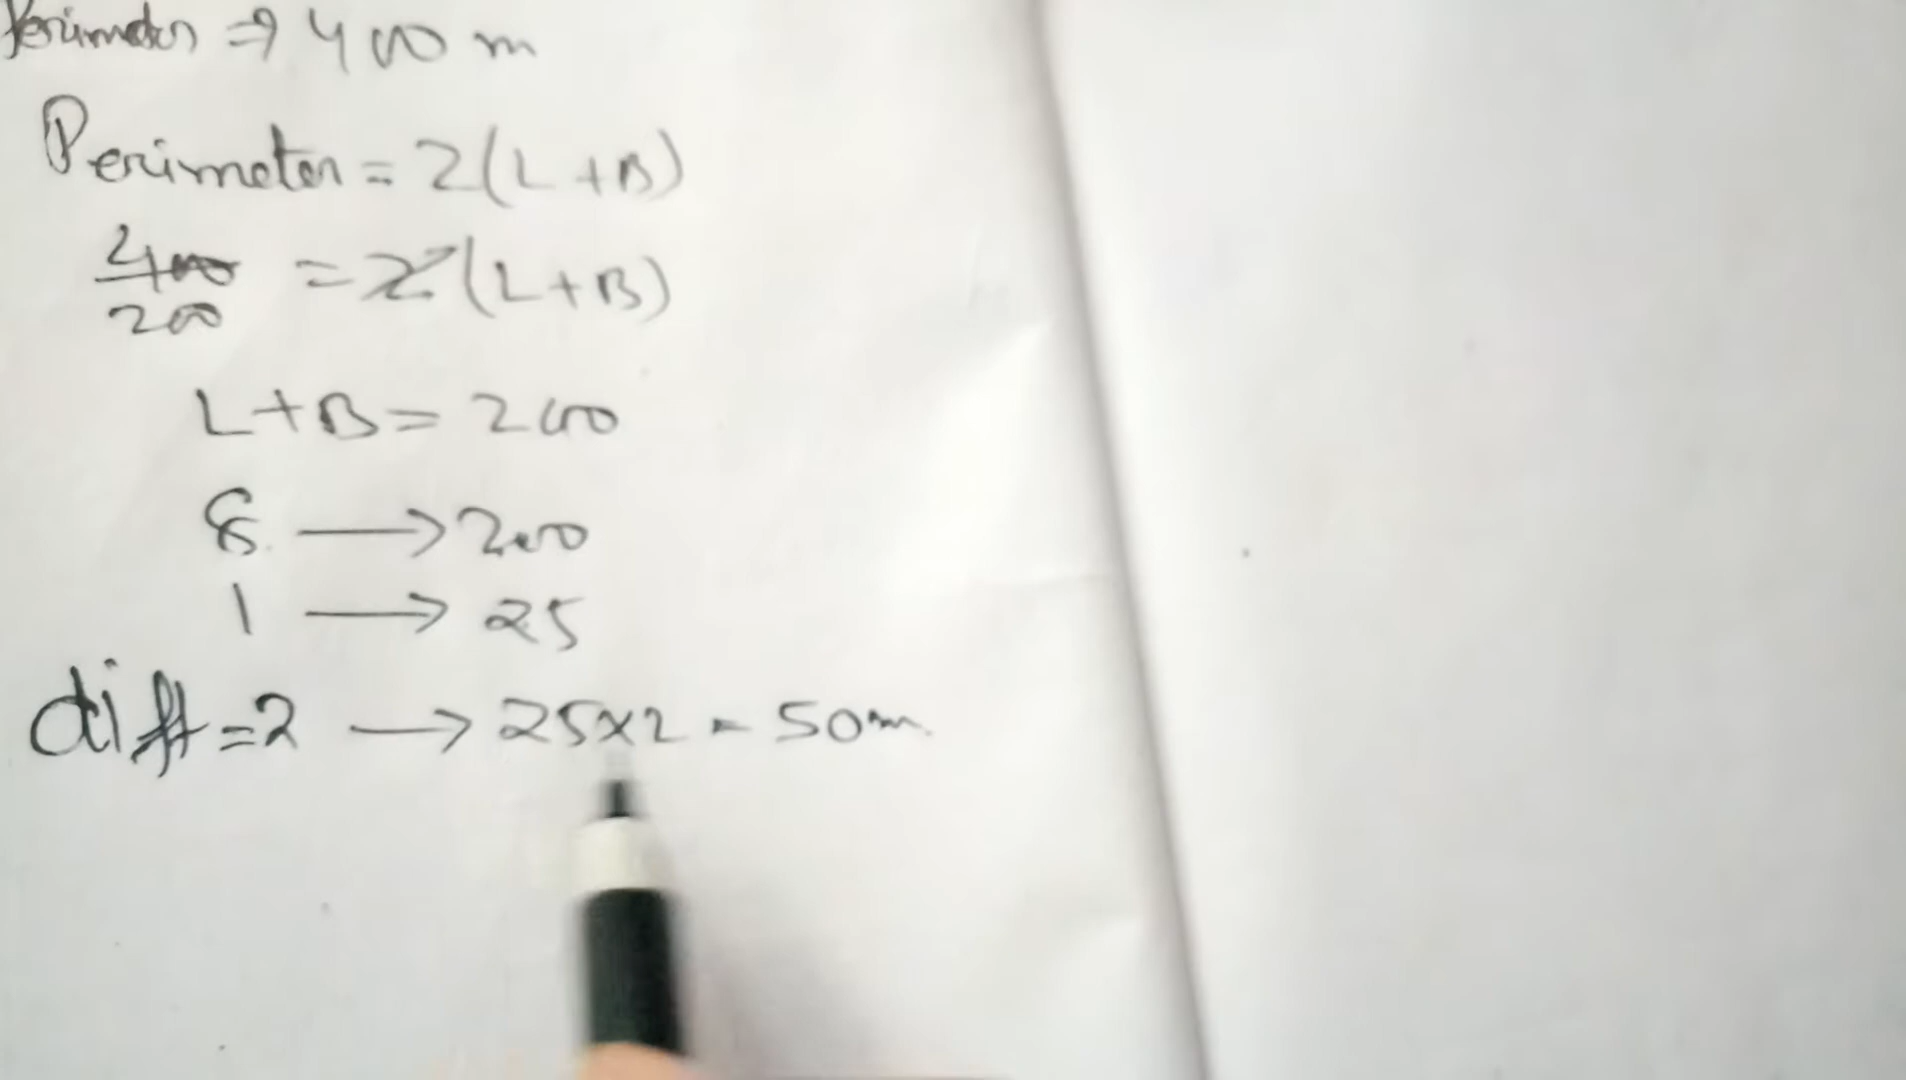 Perimeter ⇒ 400 m
Perimeter = 2(L+B)
400 = 2(L+B)
200
L+B = 200
8 → 200
1 → 25
diff = 2 → 25×2 = 50m